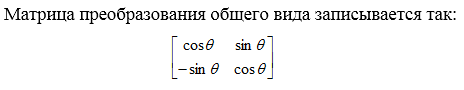 Матрица преобразования общего вида записывается так:
cosθ sin θ
−sin θ cosθ